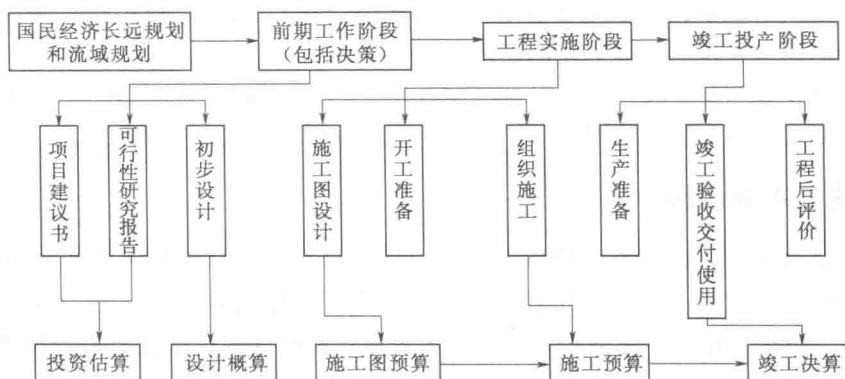 国民经济长远规划
和流域规划
前期工作阶段
(包括决策)
工程实施阶段
竣工投产阶段
项目建议书
可行性研究报告
初步设计
施工图设计
开工准备
组织施工
生产准备
竣工验收交付使用
工程后评价
投资估算
设计概算
施工图预算
施工预算
竣工决算